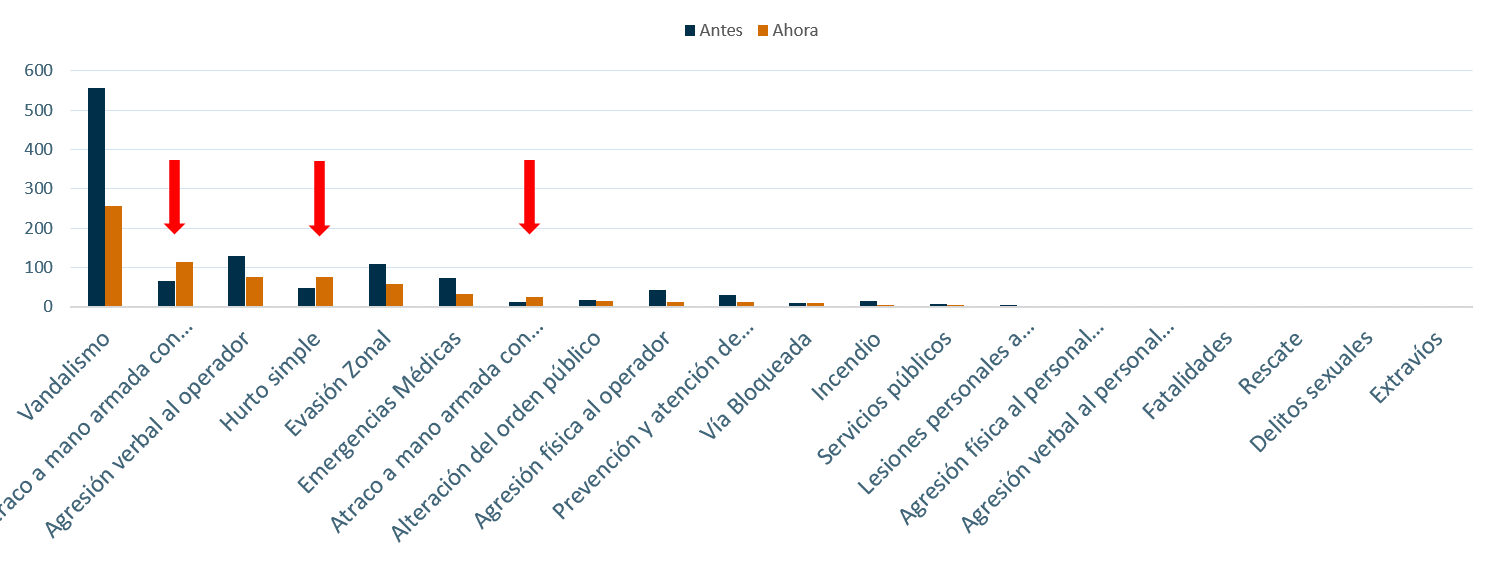 Antes Ahora
600
500
400
300
200
100
0
Vandalismo
raco a mano armada con...
Agresión verbal al operador
Hurto simple
Evasión Zonal
Emergencias Médicas
Atraco a mano armada con...
Alteración del orden público
Agresión física al operador
Prevención y atención de...
Vía Bloqueada
Incendio
Servicios públicos
Lesiones personales a...
Agresión física al personal...
Agresión verbal al personal...
Fatalidades
Rescate
Delitos sexuales
Extravíos